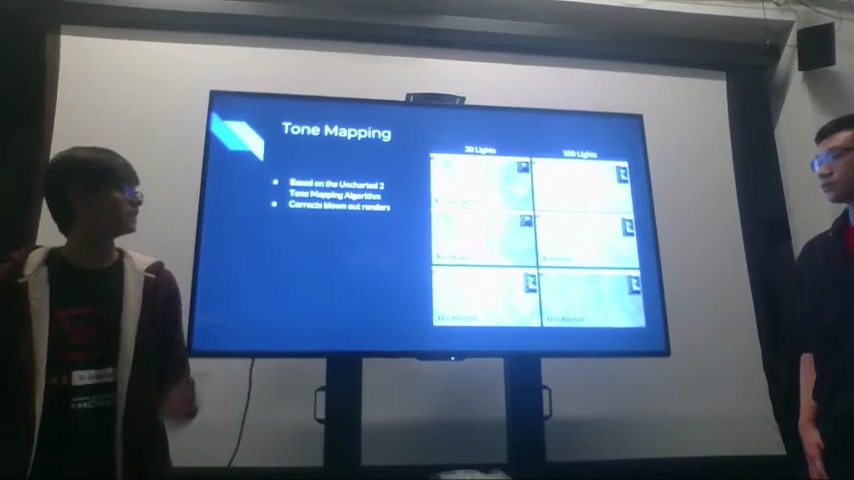 Tone Mapping
20 Lights
100 Lights
Based on the Uncharted 2
Tone Mapping Algorithm
Corrects blown out renders
Uncharted
Uncharted